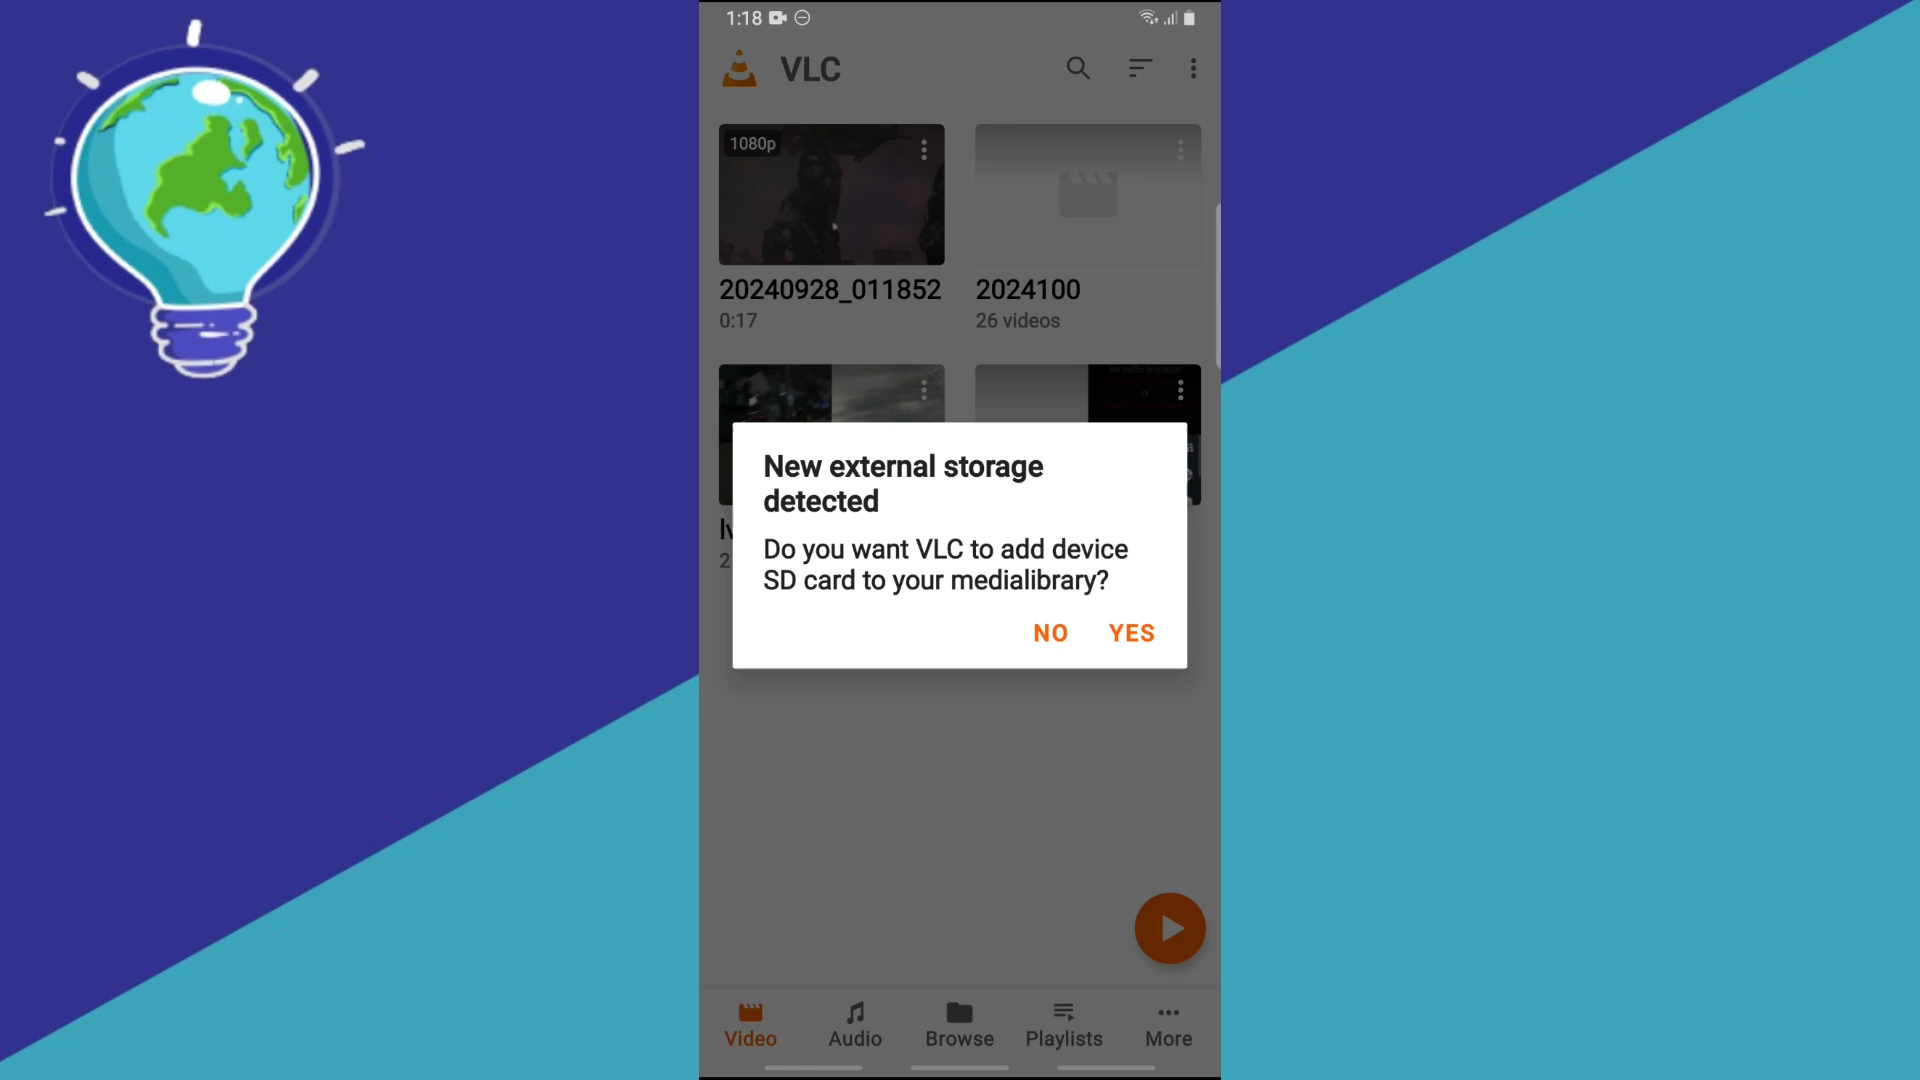 1:18
VLC
1080p
20240928_011852
2024100
0:17
26 videos
New external storage
detected
Do you want VLC to add device
SD card to your medialibrary?
NO YES
2
Video Audio Browse Playlists More